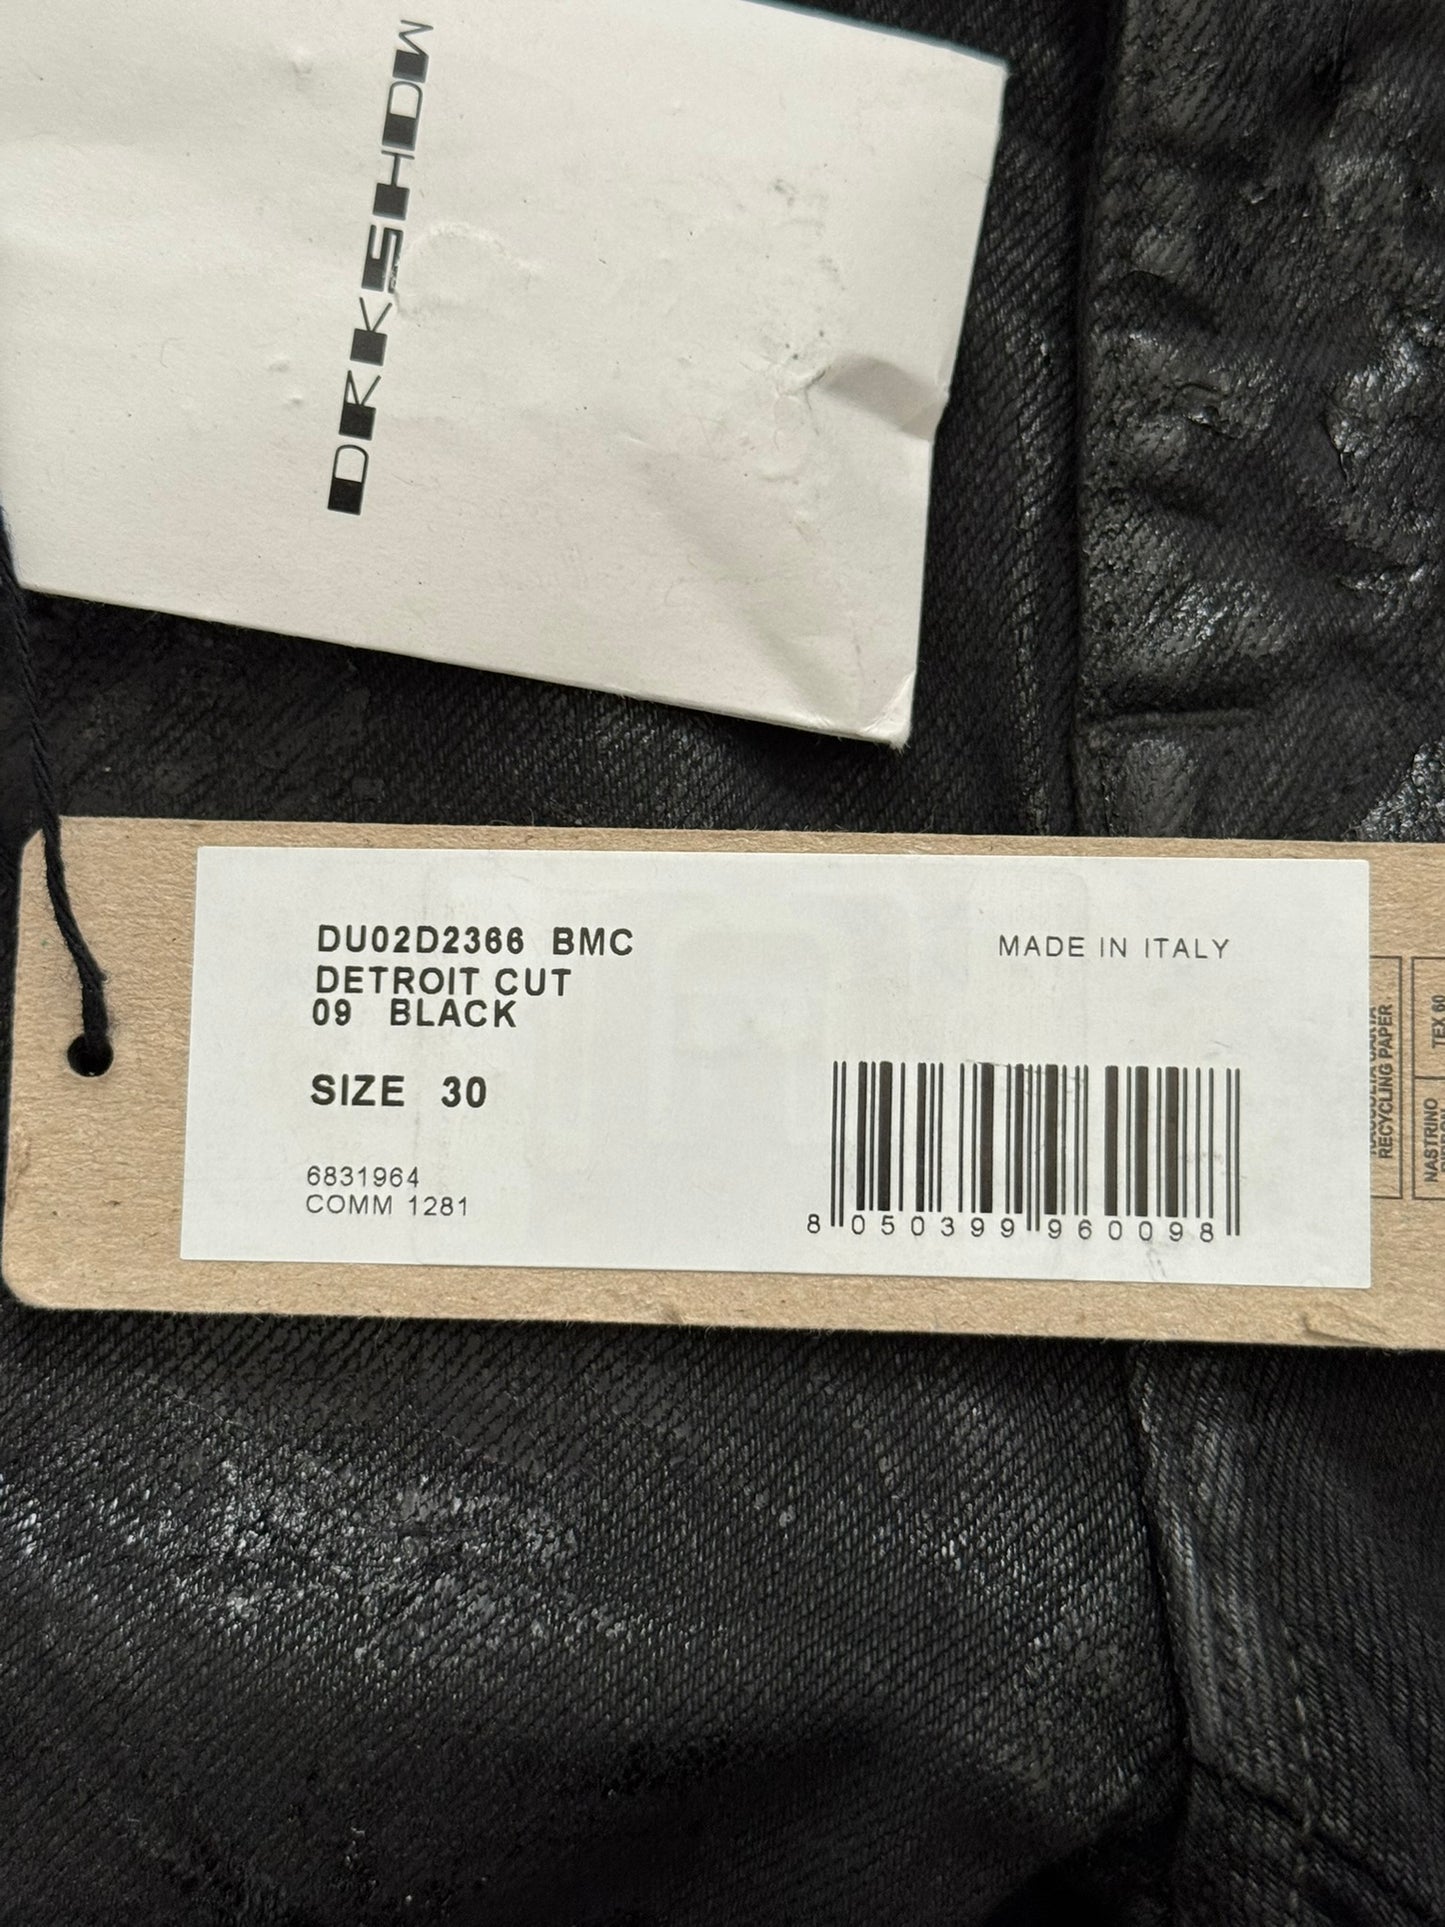 DRKSHDW
DU02D2366 BMC
DETROIT CUT
09 BLACK
SIZE 30
6831964
COMM 1281
MADE IN ITALY
8 050399 960098
RECYCLING PAPER
NASTRINO
TEX 60